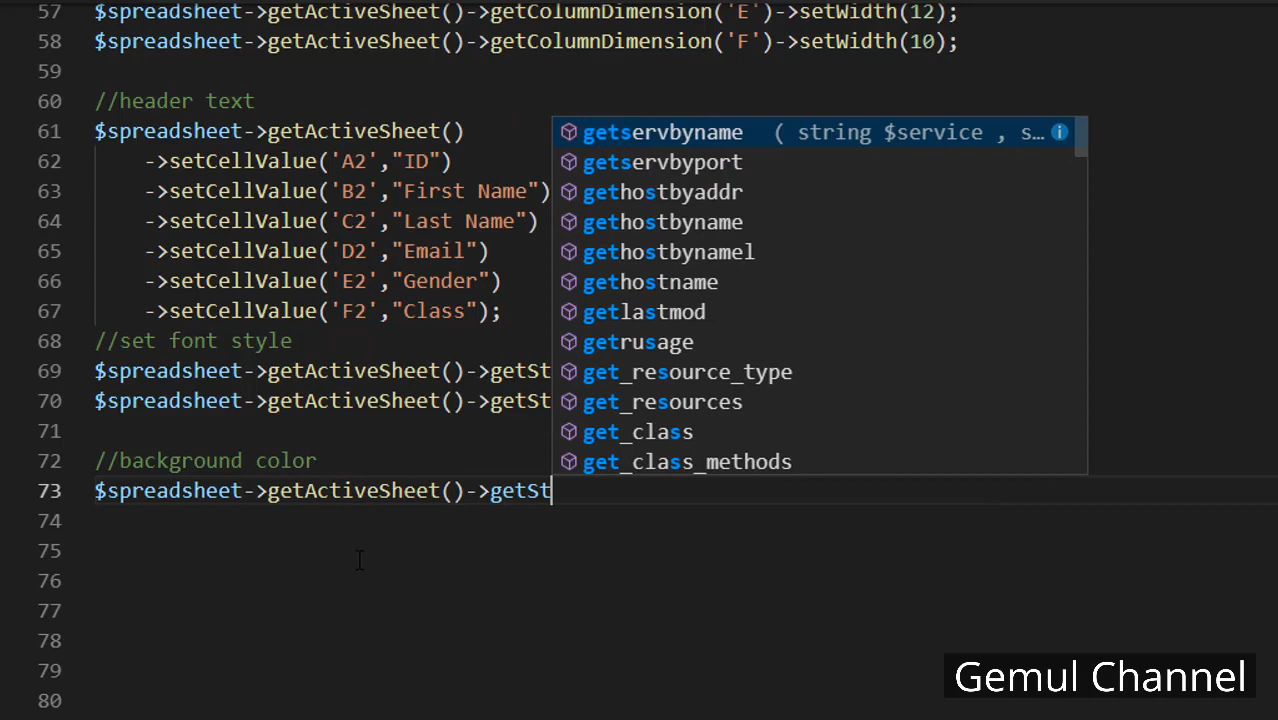 57 $spreadsheet->getActiveSheet()->getColumnDimension('E')->setWidth(12);
58 $spreadsheet->getActiveSheet()->getColumnDimension('F')->setWidth(10);
59
60 //header text
61 $spreadsheet->getActiveSheet()
62 ->setCellValue('A2',"ID")
63 ->setCellValue('B2',"First Name")
64 ->setCellValue('C2',"Last Name")
65 ->setCellValue('D2',"Email")
66 ->setCellValue('E2',"Gender")
67 ->setCellValue('F2',"Class");
68 //set font style
69 $spreadsheet->getActiveSheet()->getSt
70 $spreadsheet->getActiveSheet()->getSt
71
72 //background color
73 $spreadsheet->getActiveSheet()->getSt
74
75
76
77
78
79
80
getservbyname ( string $service , s…
getservbyport
gethostbyaddr
gethostbyname
gethostbynamel
gethostname
getlastmod
getrusage
get_resource_type
get_resources
get_class
get_class_methods
Gemul Channel